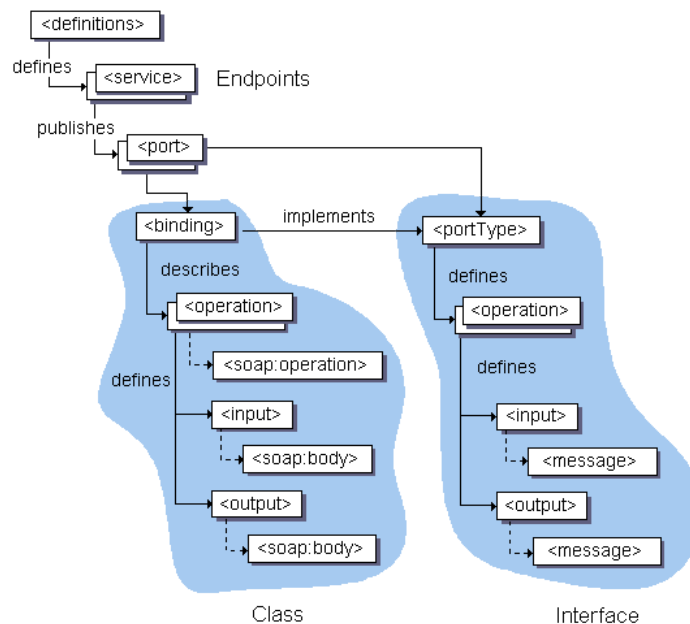 <definitions>
defines
<service>
Endpoints
publishes
<port>
implements
<binding>
<portType>
describes
defines
<operation>
<operation>
<soap:operation>
defines
defines
<input>
<input>
<soap:body>
<message>
<output>
<output>
<soap:body>
<message>
Class
Interface